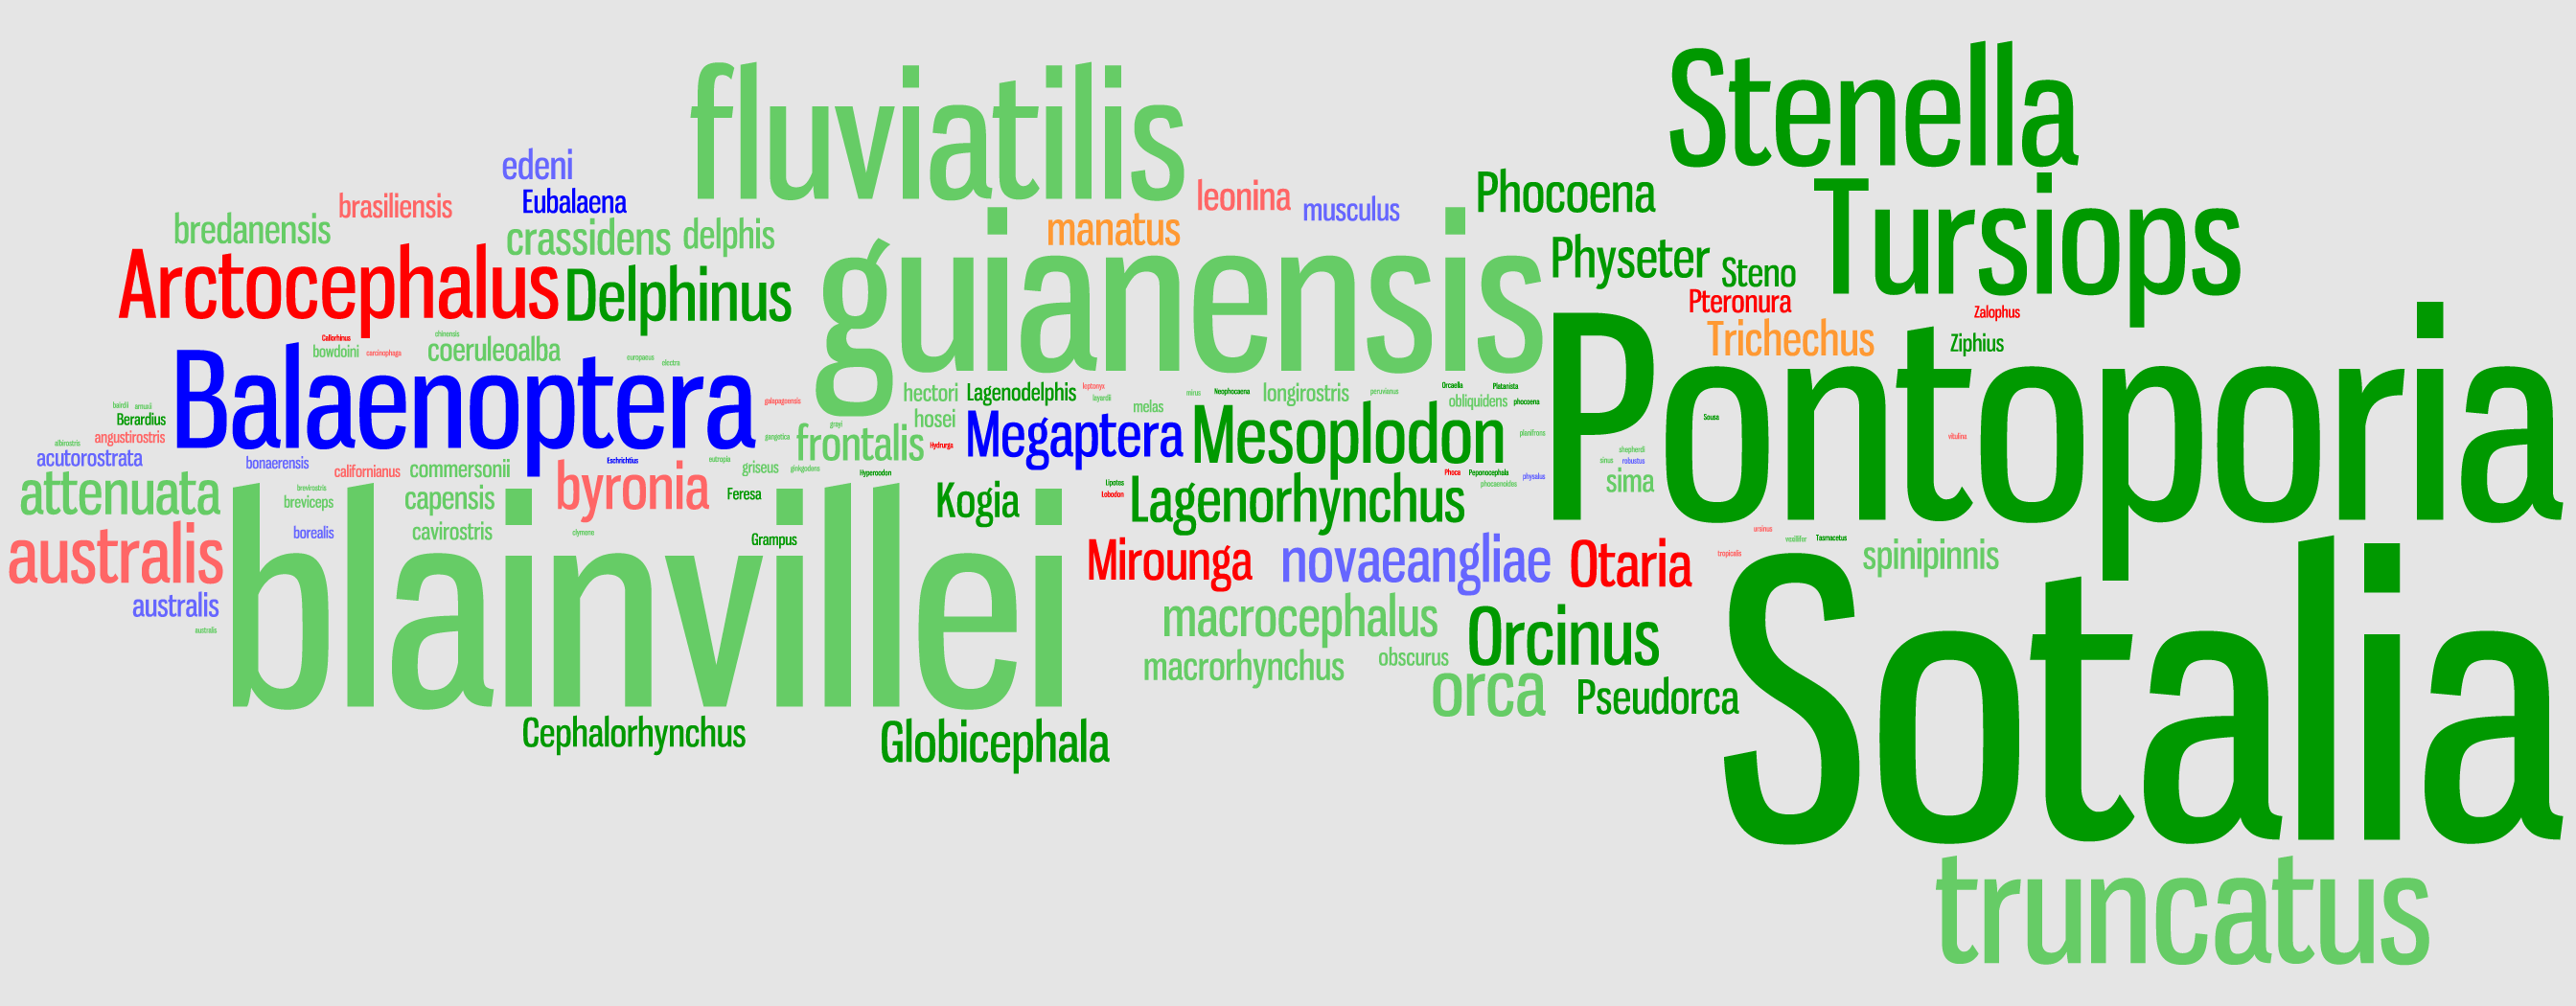 Stenella
fluviatilis
edeni
leonina
Phocoena
brasiliensis
Eubalaena
musculus
bredanensis
crassidens
delphis
manatus
Tursiops
guianensis
Physeter
Steno
Arctocephalus
Delphinus
Pteronura
Zalophus
Trichechus
Ziphius
Callorhinus
chinensis
bowdoini
carcinophaga
coeruleoalba
europaeus
electra
Pontoporia
Balaenoptera
galapagoensis
hectori
Lagenodelphis
leptonyx
layardii
mirus
Neophocaena
longirostris
peruvianus
Orcaella
Platanista
obliquidens
phocoena
bairdii
arnuxii
melas
Berardius
hosei
Sousa
grayi
angustirostris
gangetica
frontalis
Hydrurga
Megaptera
Mesoplodon
planifrons
vitulina
albirostris
acutorostrata
bonaerensis
Eschrichtius
eutropia
shepherdi
sinus
robustus
californianus
commersonii
byronia
griseus
ginkgodens
Hyperoodon
Phoca
Peponocephala
physalus
attenuata
brevirostris
breviceps
capensis
Feresa
Kogia
Lipotes
Lobodon
Lagenorhynchus
phocaenoides
sima
blainvillei
borealis
cavirostris
clymene
Grampus
ursinus
vexillifer
Tasmacetus
australis
Mirounga
novaeangliae
Otaria
tropicalis
spinipinnis
Sotalia
australis
australis
macrocephalus
Orcinus
macrorhynchus
obscurus
orca
Pseudorca
Cephalorhynchus
Globicephala
truncatus